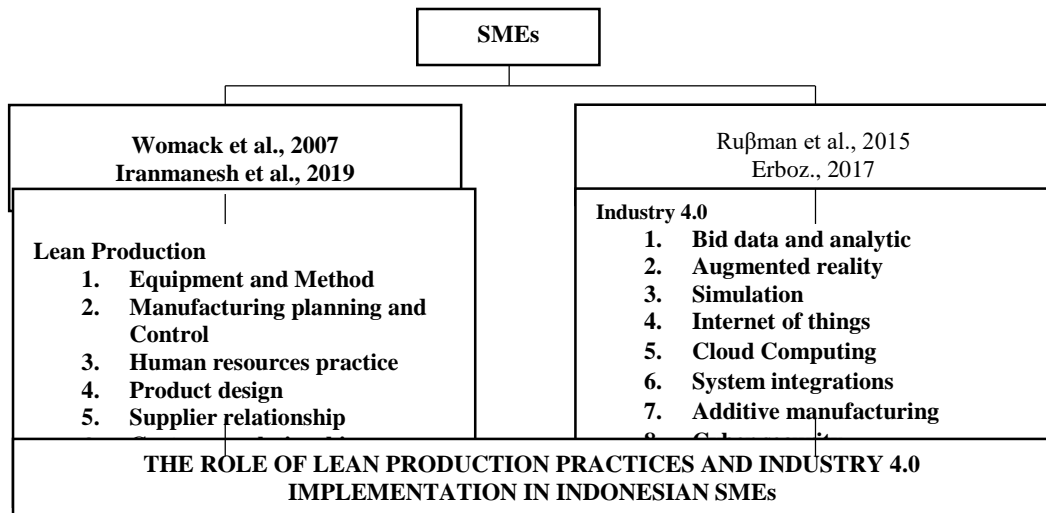 SMEs
Womack et al., 2007
Iranmanesh et al., 2019
Ruβman et al., 2015
Erboz., 2017
Lean Production
1. Equipment and Method
2. Manufacturing planning and
Control
3. Human resources practice
4. Product design
5. Supplier relationship
Industry 4.0
1. Bid data and analytic
2. Augmented reality
3. Simulation
4. Internet of things
5. Cloud Computing
6. System integrations
7. Additive manufacturing
THE ROLE OF LEAN PRODUCTION PRACTICES AND INDUSTRY 4.0
IMPLEMENTATION IN INDONESIAN SMEs